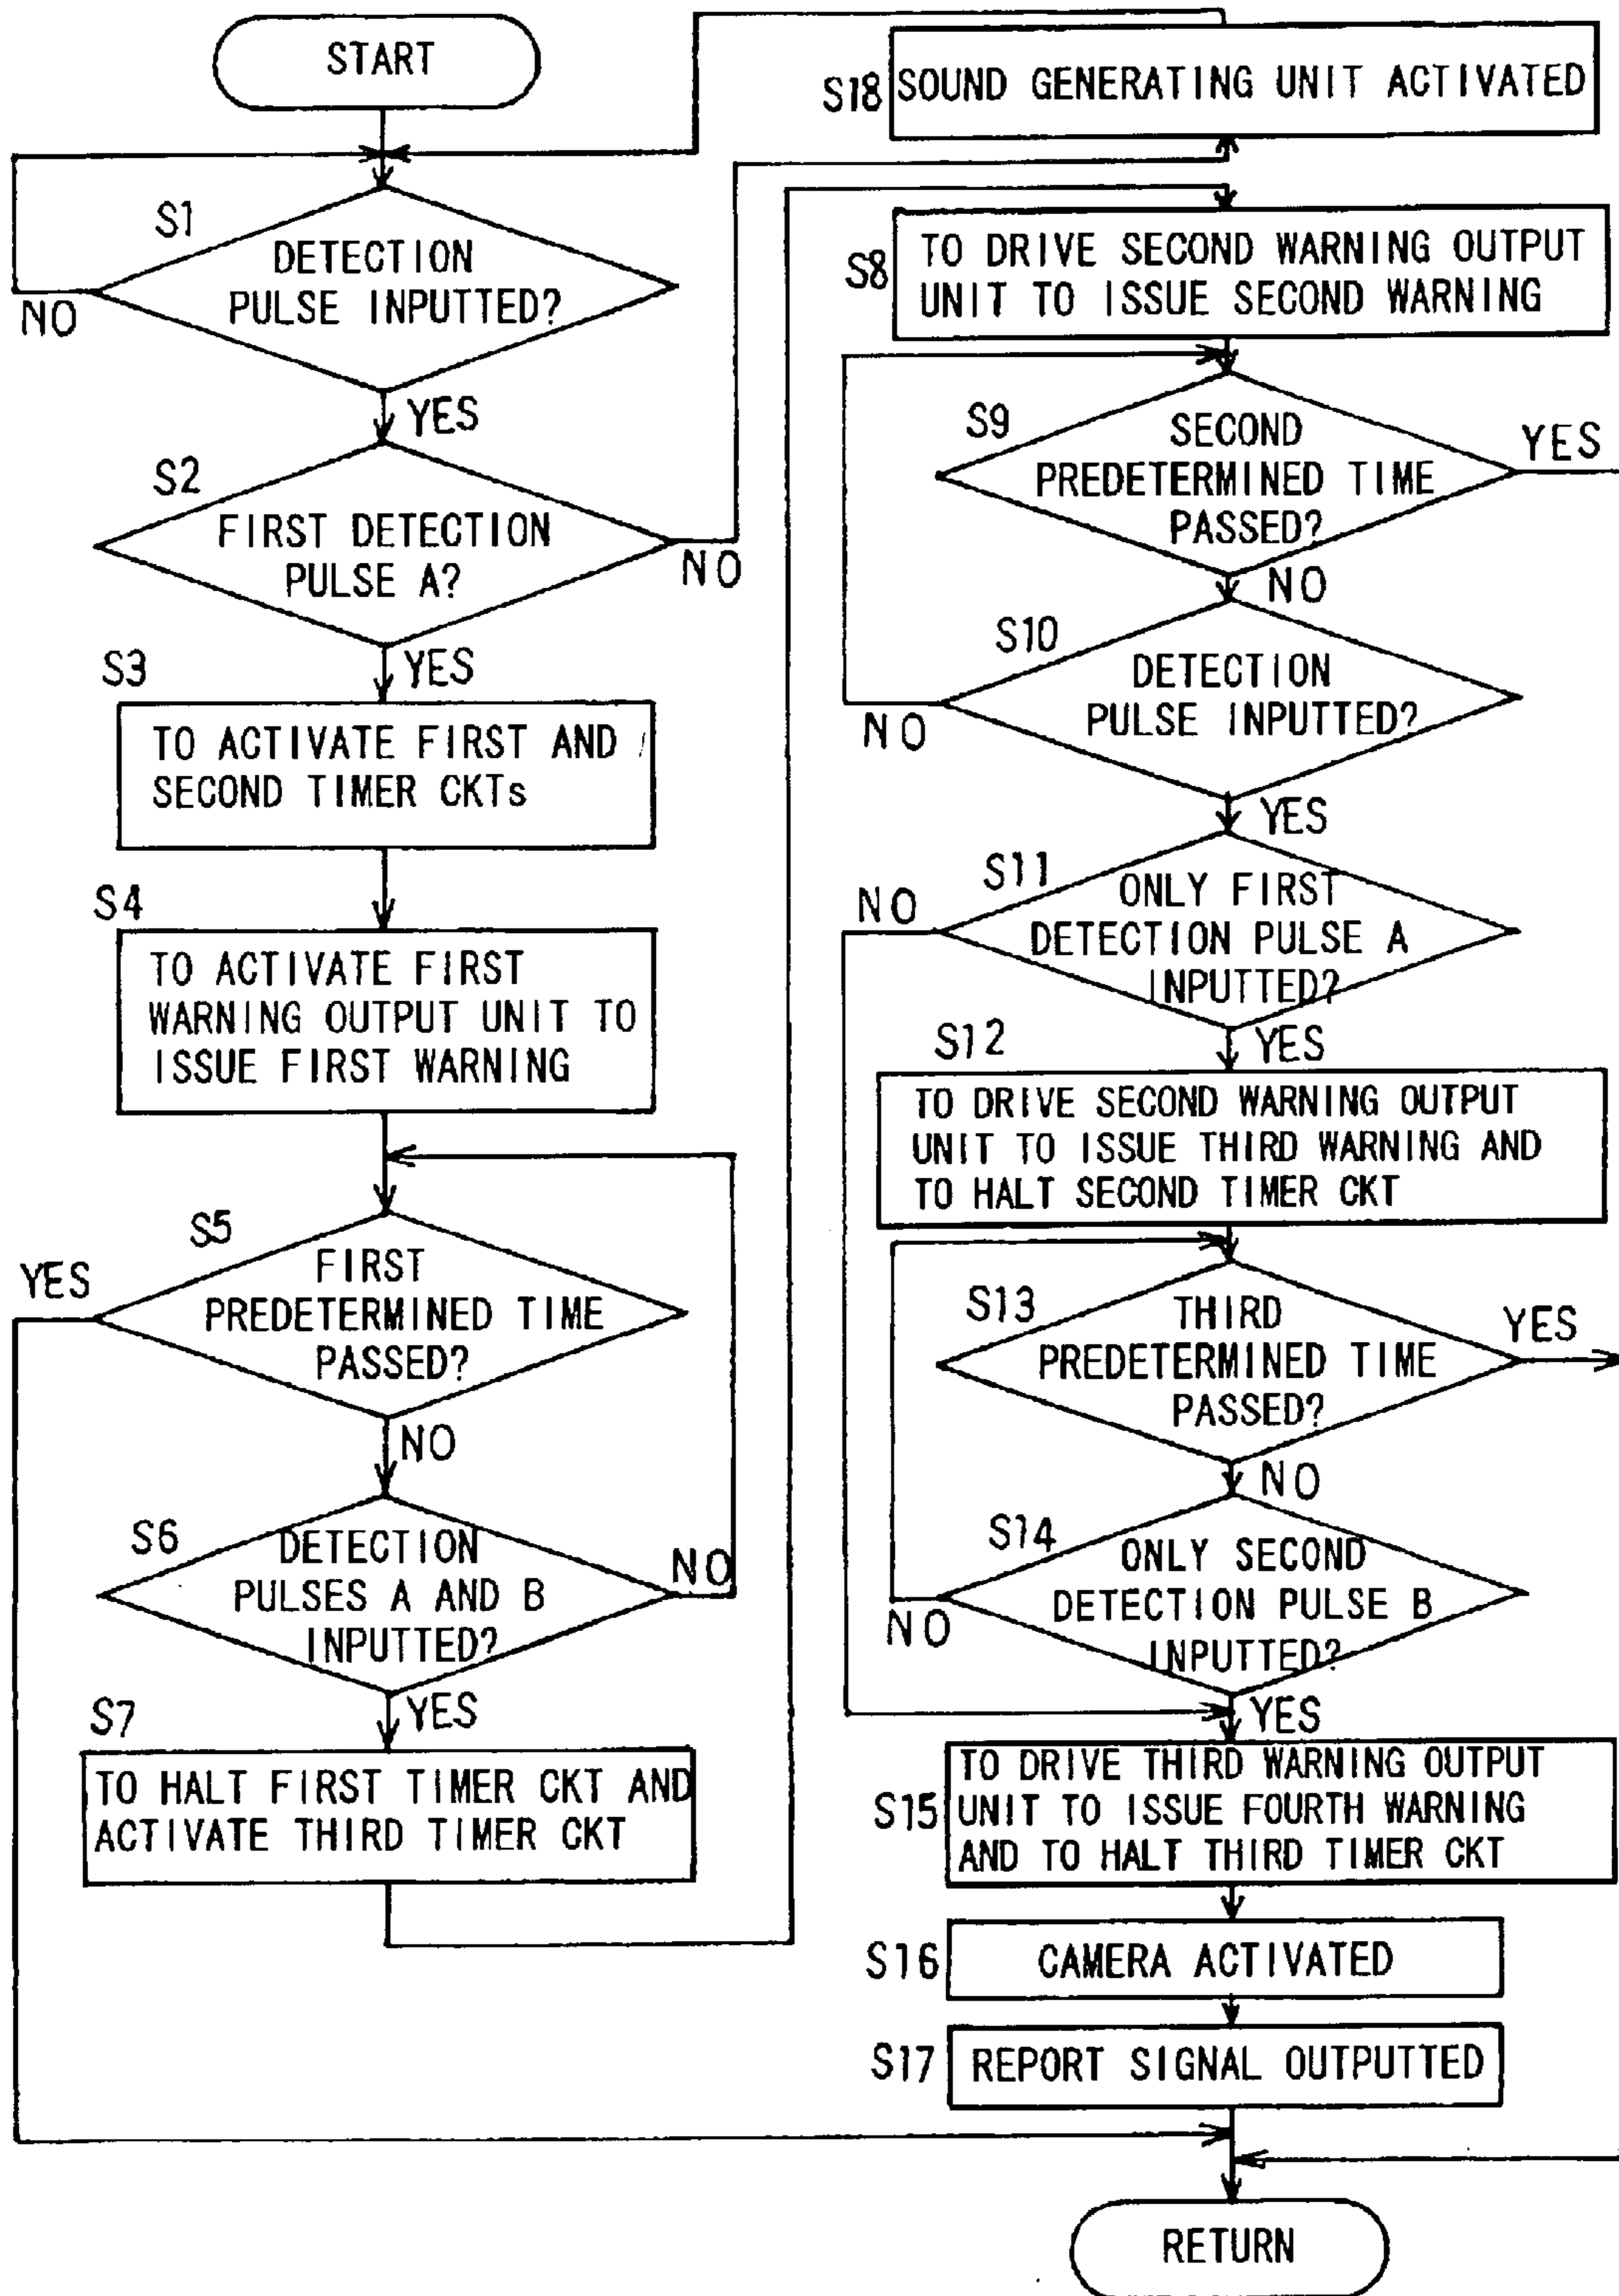 START
S1
DETECTION
PULSE INPUTTED?
NO
YES
S2
FIRST DETECTION
PULSE A?
NO
YES
S3
TO ACTIVATE FIRST AND
SECOND TIMER CKTs
S4
TO ACTIVATE FIRST
WARNING OUTPUT UNIT TO
ISSUE FIRST WARNING
S5
YES
FIRST
PREDETERMINED TIME
PASSED?
NO
S6
DETECTION
PULSES A AND B
INPUTTED?
NO
YES
S7
TO HALT FIRST TIMER CKT AND
ACTIVATE THIRD TIMER CKT
S18
SOUND GENERATING UNIT ACTIVATED
S8
TO DRIVE SECOND WARNING OUTPUT
UNIT TO ISSUE SECOND WARNING
S9
SECOND
PREDETERMINED TIME
PASSED?
YES
NO
S10
DETECTION
PULSE INPUTTED?
NO
YES
S11
NO
ONLY FIRST
DETECTION PULSE A
INPUTTED?
YES
S12
TO DRIVE SECOND WARNING OUTPUT
UNIT TO ISSUE THIRD WARNING AND
TO HALT SECOND TIMER CKT
S13
THIRD
PREDETERMINED TIME
PASSED?
YES
NO
S14
ONLY SECOND
DETECTION PULSE B
INPUTTED?
NO
YES
S15
TO DRIVE THIRD WARNING OUTPUT
UNIT TO ISSUE FOURTH WARNING
AND TO HALT THIRD TIMER CKT
S16
CAMERA ACTIVATED
S17
REPORT SIGNAL OUTPUTTED
RETURN